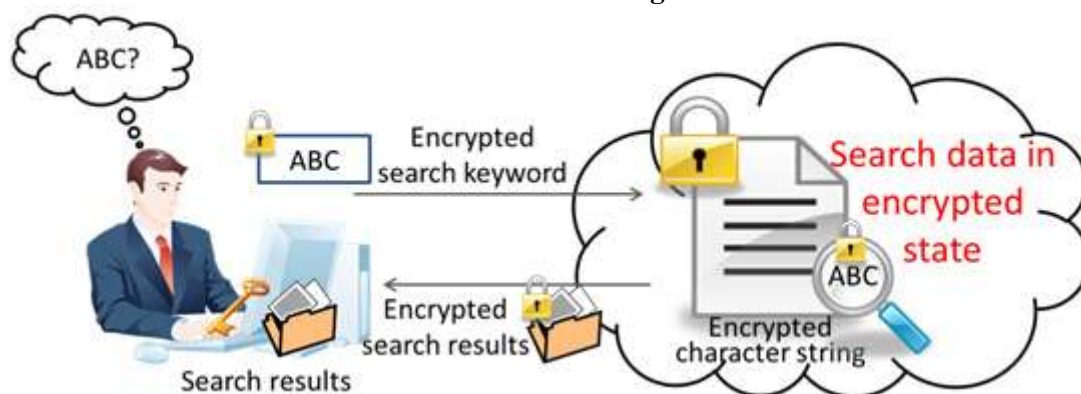 ABC?
ABC
Encrypted
search keyword
Search data in
encrypted
state
ABC
Encrypted
search results
Encrypted
character string
Search results